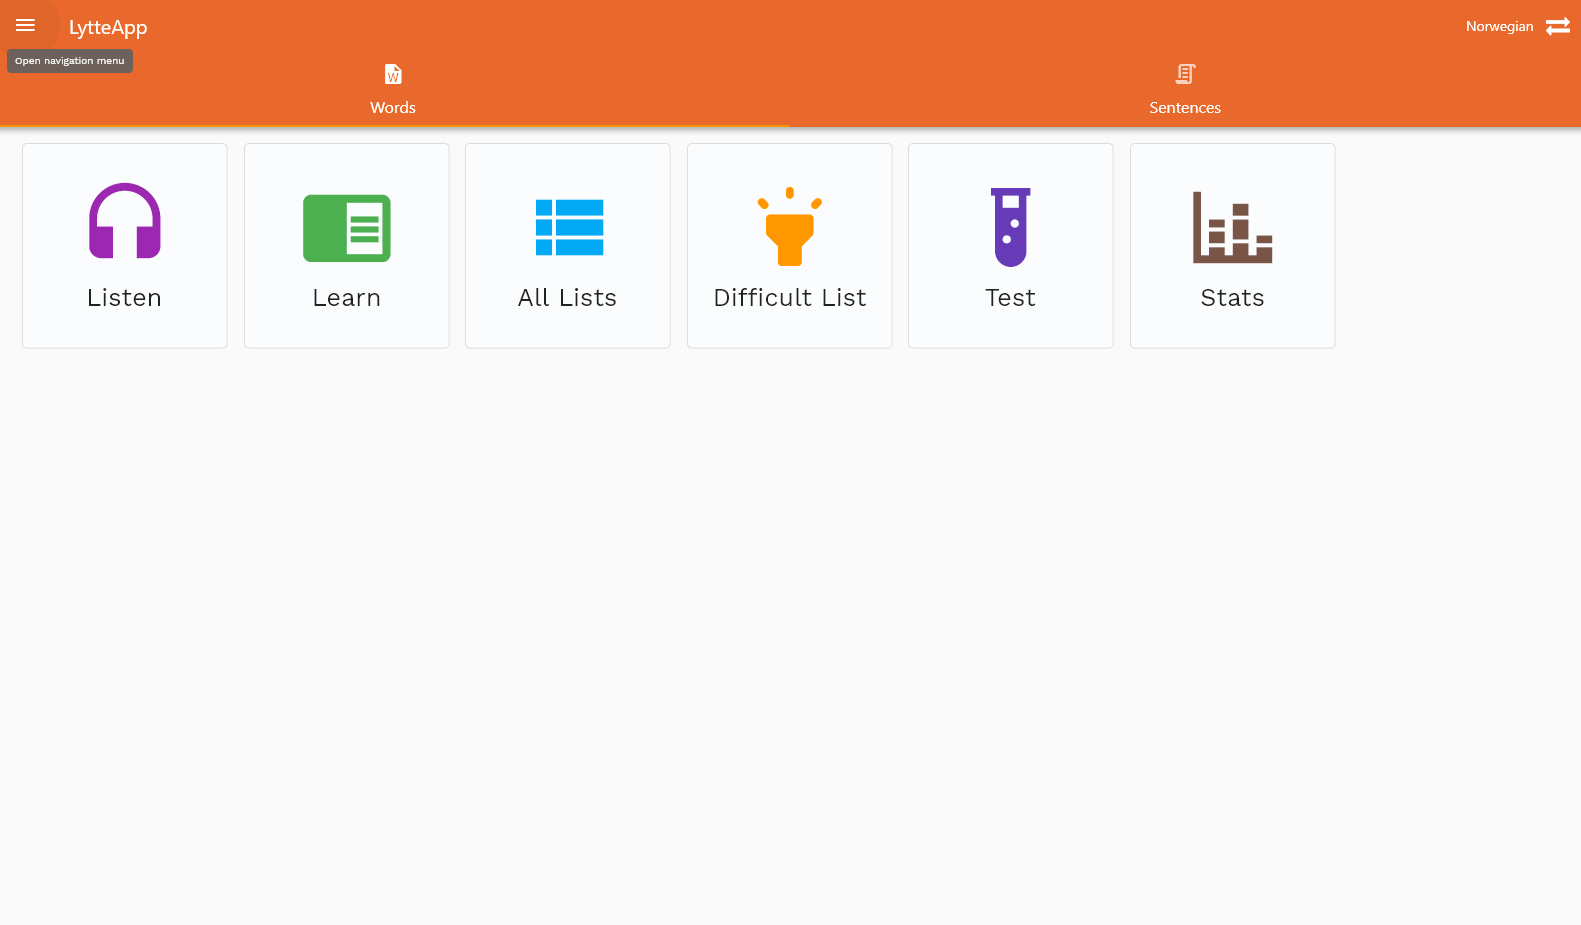 LytteApp
Norwegian
Open navigation menu
W
Words
Sentences
Listen
Learn
All Lists
Difficult List
Test
Stats